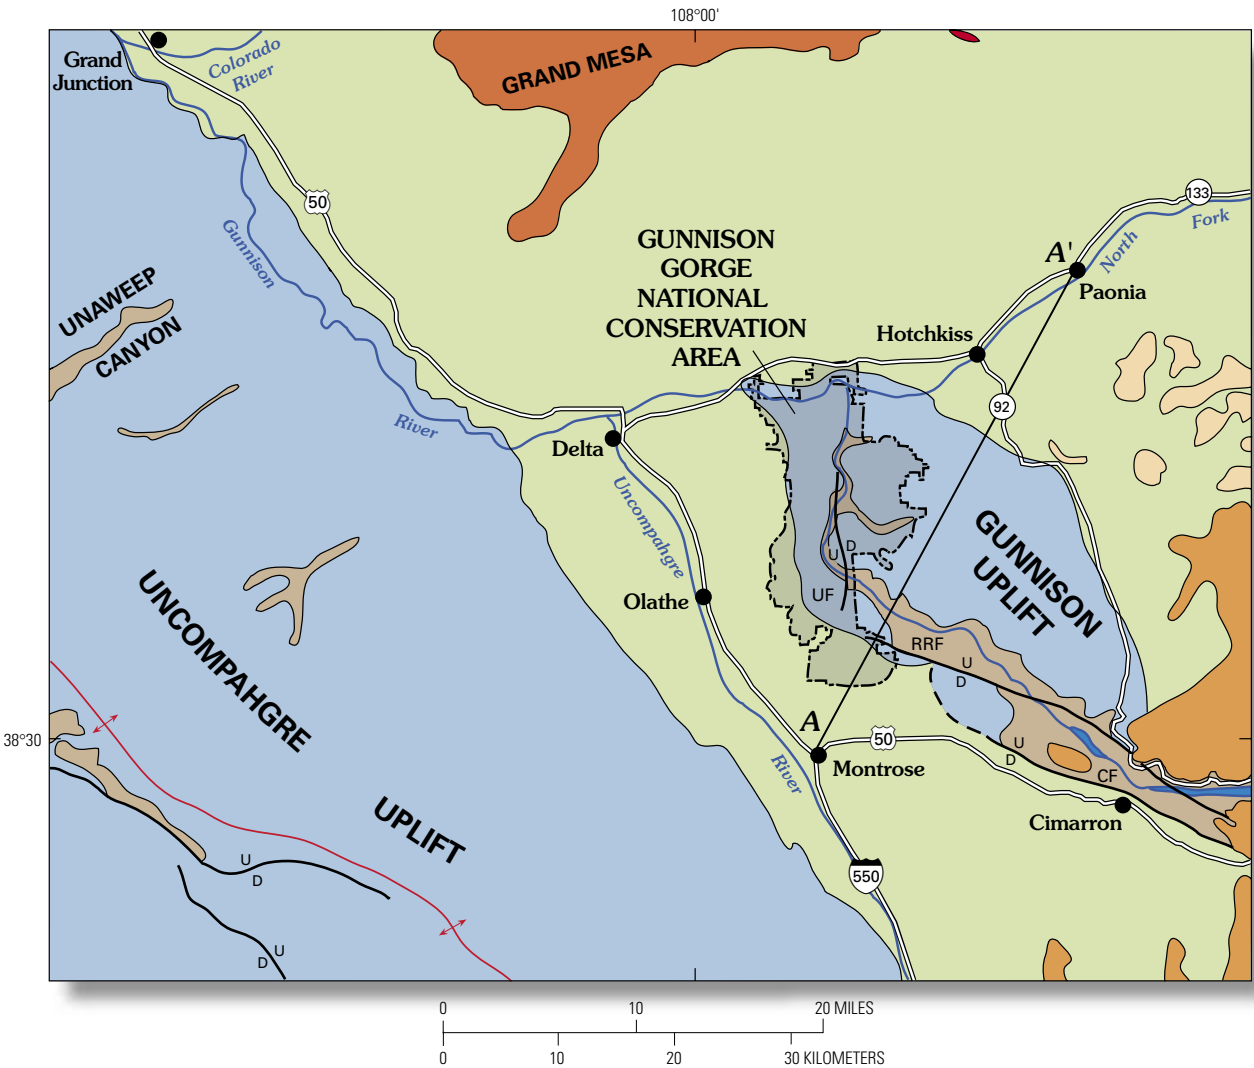 108°00'
Grand
Junction
Colorado
River
GRAND MESA
50
133
North
Fork
Gunnison
GUNNISON
GORGE
NATIONAL
CONSERVATION
AREA
A'
Paonia
Hotchkiss
UNAWEEP
CANYON
92
River
Delta
Uncompahgre
GUNNISON
UPLIFT
U
D
UF
Olathe
UNCOMPAHGRE
RRF
U
D
A
38°30
50
U
D
Montrose
River
CF
Cimarron
UPLIFT
U
D
550
U
D
0
10
20 MILES
0
10
20
30 KILOMETERS